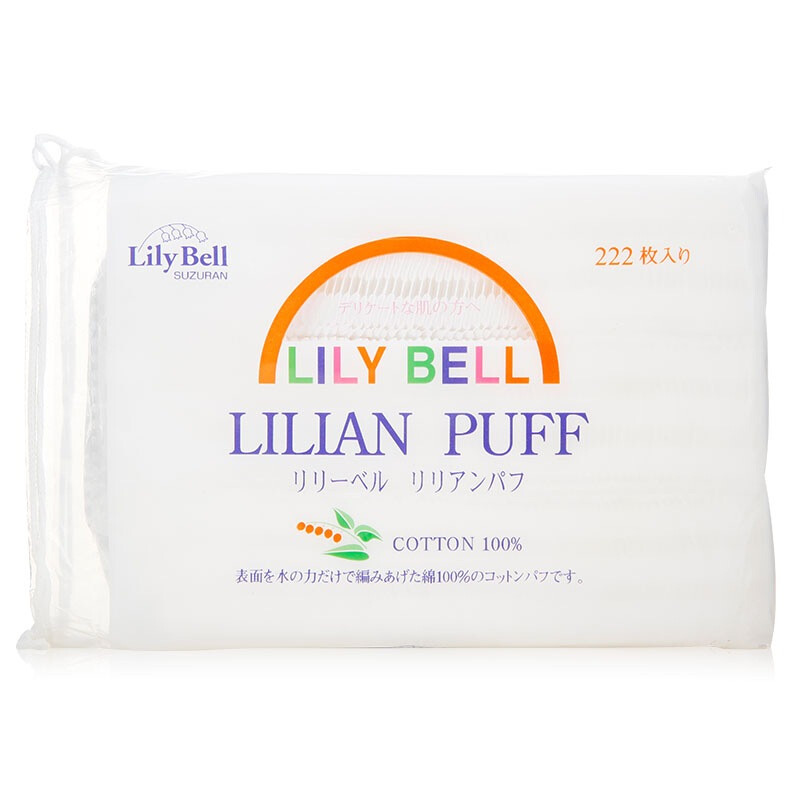 Lily Bell
SUZURAN
222枚入り
デリケートな肌の方へ
LILY BELL
LILIAN PUFF
リリーベル リリアンパフ
COTTON 100%
表面を水の力だけで編みあげた綿100%のコットンパフです。